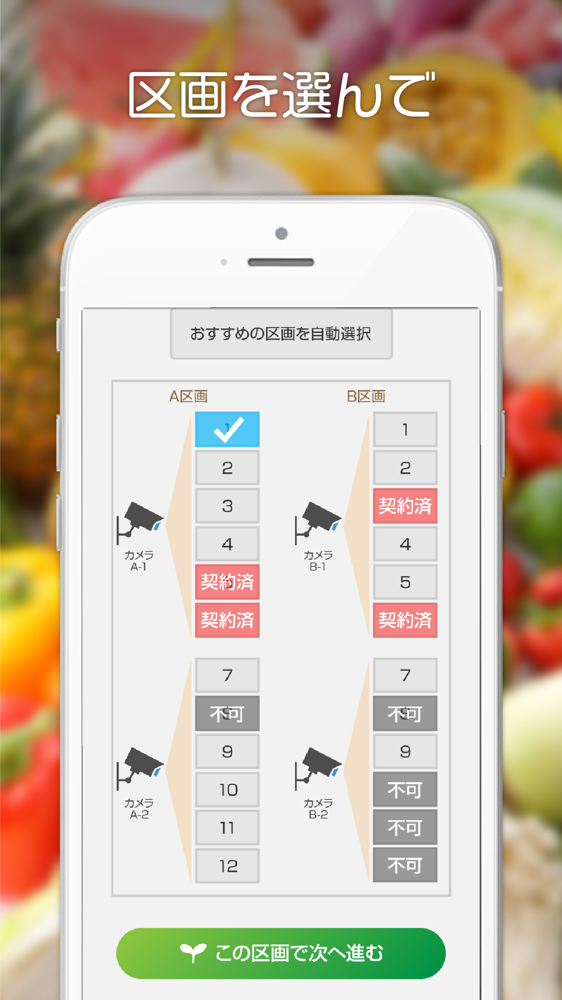 区画を選んで
おすすめの区画を自動選択
A区画
B区画
1
2
3
4
契約済
契約済
カメラ
A-1
1
2
契約済
4
5
契約済
カメラ
B-1
7
不可
9
10
11
12
カメラ
A-2
7
不可
9
不可
不可
不可
カメラ
B-2
この区画で次へ進む